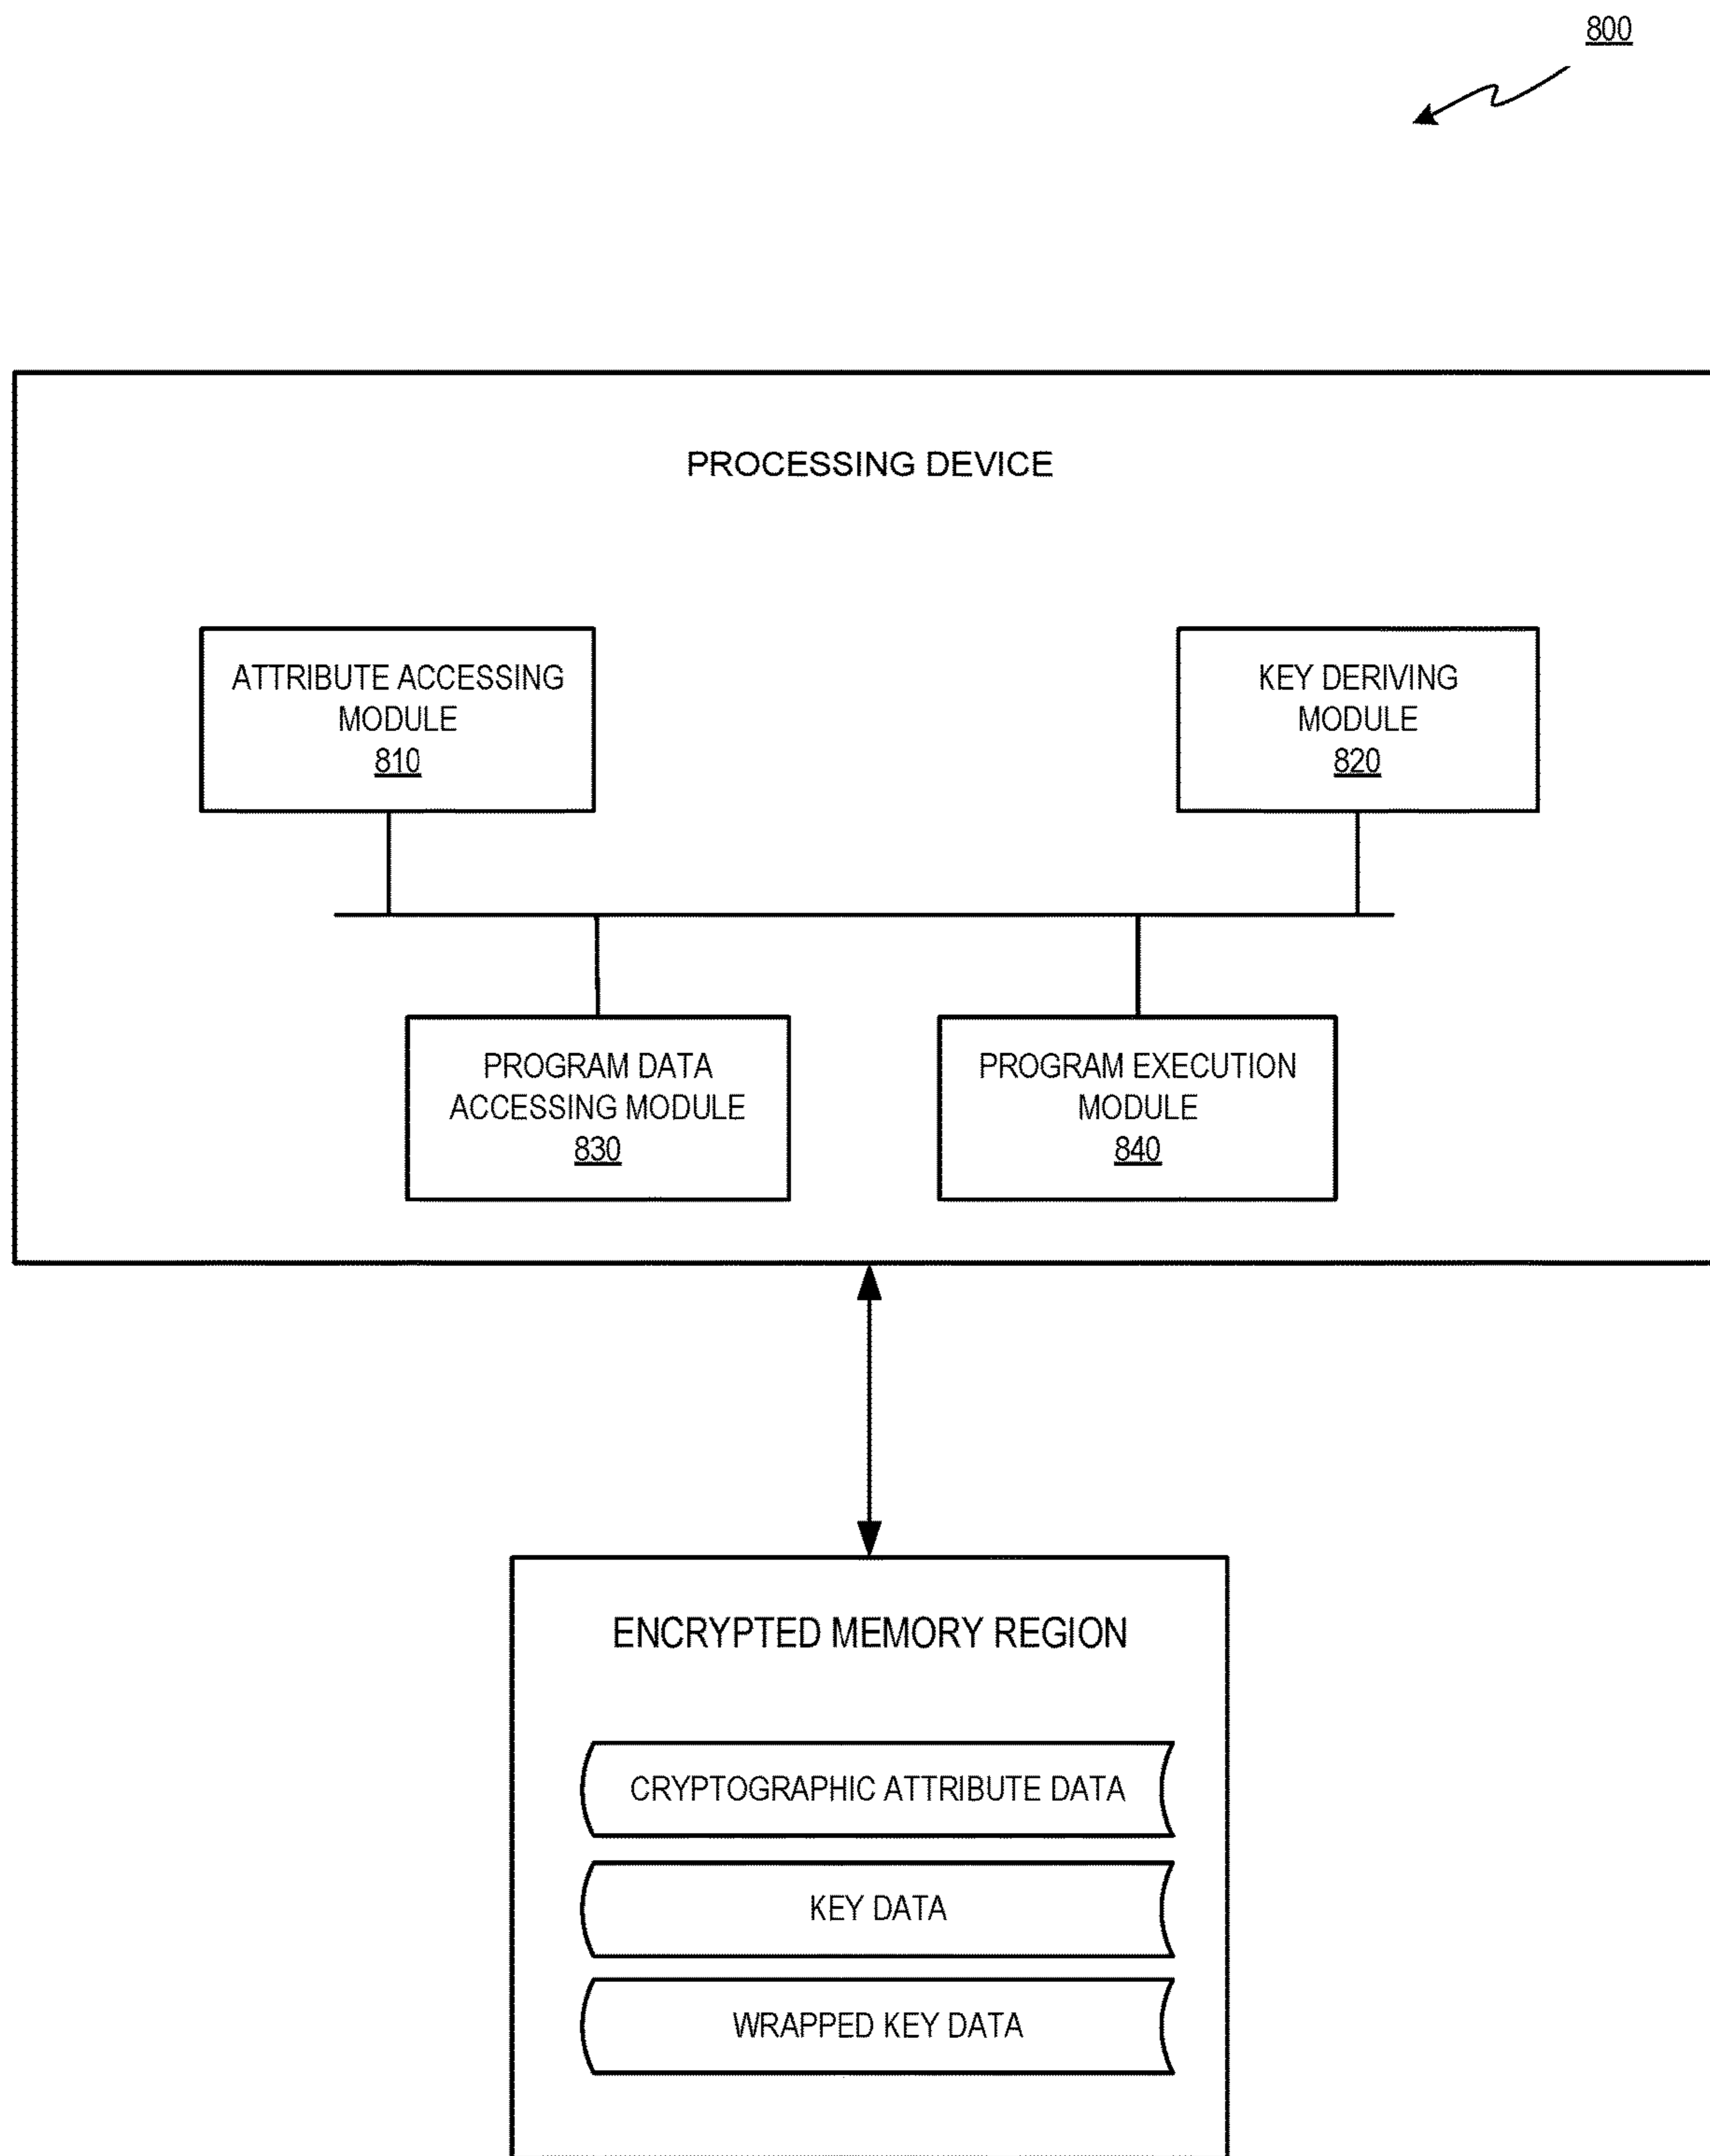 800
PROCESSING DEVICE
ATTRIBUTE ACCESSING
MODULE
810
KEY DERIVING
MODULE
820
PROGRAM DATA
ACCESSING MODULE
830
PROGRAM EXECUTION
MODULE
840
ENCRYPTED MEMORY REGION
CRYPTOGRAPHIC ATTRIBUTE DATA
KEY DATA
WRAPPED KEY DATA